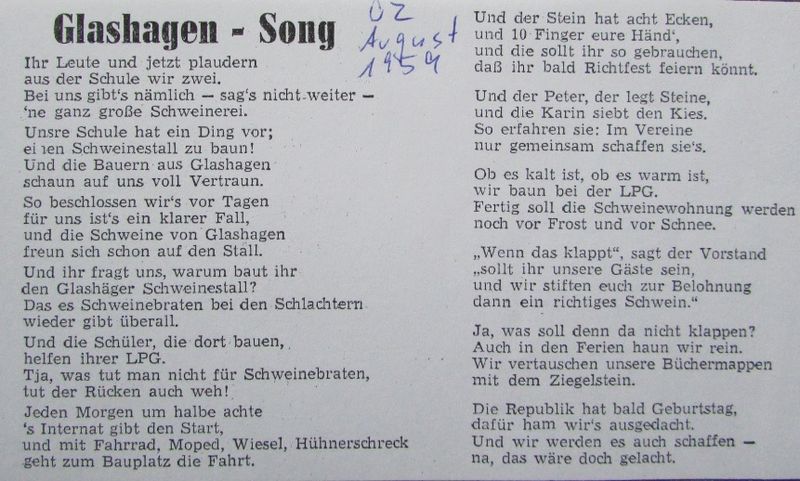 Glashagen - Song
OZ
August
1959
Ihr Leute und jetzt plaudern
aus der Schule wir zwei.
Bei uns gibt's nämlich — sag's nicht weiter —
'ne ganz große Schweinerei.
Unsre Schule hat ein Ding vor;
einen Schweinestall zu baun!
Und die Bauern aus Glashagen
schaun auf uns voll Vertraun.
So beschlossen wir's vor Tagen
für uns ist's ein klarer Fall,
und die Schweine von Glashagen
freun sich schon auf den Stall.
Und ihr fragt uns, warum baut ihr
den Glashäger Schweinestall?
Das es Schweinebraten bei den Schlachtern
wieder gibt überall.
Und die Schüler, die dort bauen,
helfen ihrer LPG.
Tja, was tut man nicht für Schweinebraten,
tut der Rücken auch weh!
Jeden Morgen um halbe achte
's Internat gibt den Start,
und mit Fahrrad, Moped, Wiesel, Hühnerschreck
geht zum Bauplatz die Fahrt.
Und der Stein hat acht Ecken,
und 10 Finger eure Händ',
und die sollt ihr so gebrauchen,
daß ihr bald Richtfest feiern könnt.
Und der Peter, der legt Steine,
und die Karin siebt den Kies.
So erfahren sie: Im Vereine
nur gemeinsam schaffen sie's.
Ob es kalt ist, ob es warm ist,
wir baun bei der LPG.
Fertig soll die Schweinewohnung werden
noch vor Frost und vor Schnee.
„Wenn das klappt", sagt der Vorstand
„sollt ihr unsere Gäste sein,
und wir stiften euch zur Belohnung
dann ein richtiges Schwein."
Ja, was soll denn da nicht klappen?
Auch in den Ferien haun wir rein.
Wir vertauschen unsere Büchermappen
mit dem Ziegelstein.
Die Republik hat bald Geburtstag,
dafür ham wir's ausgedacht.
Und wir werden es auch schaffen —
na, das wäre doch gelacht.